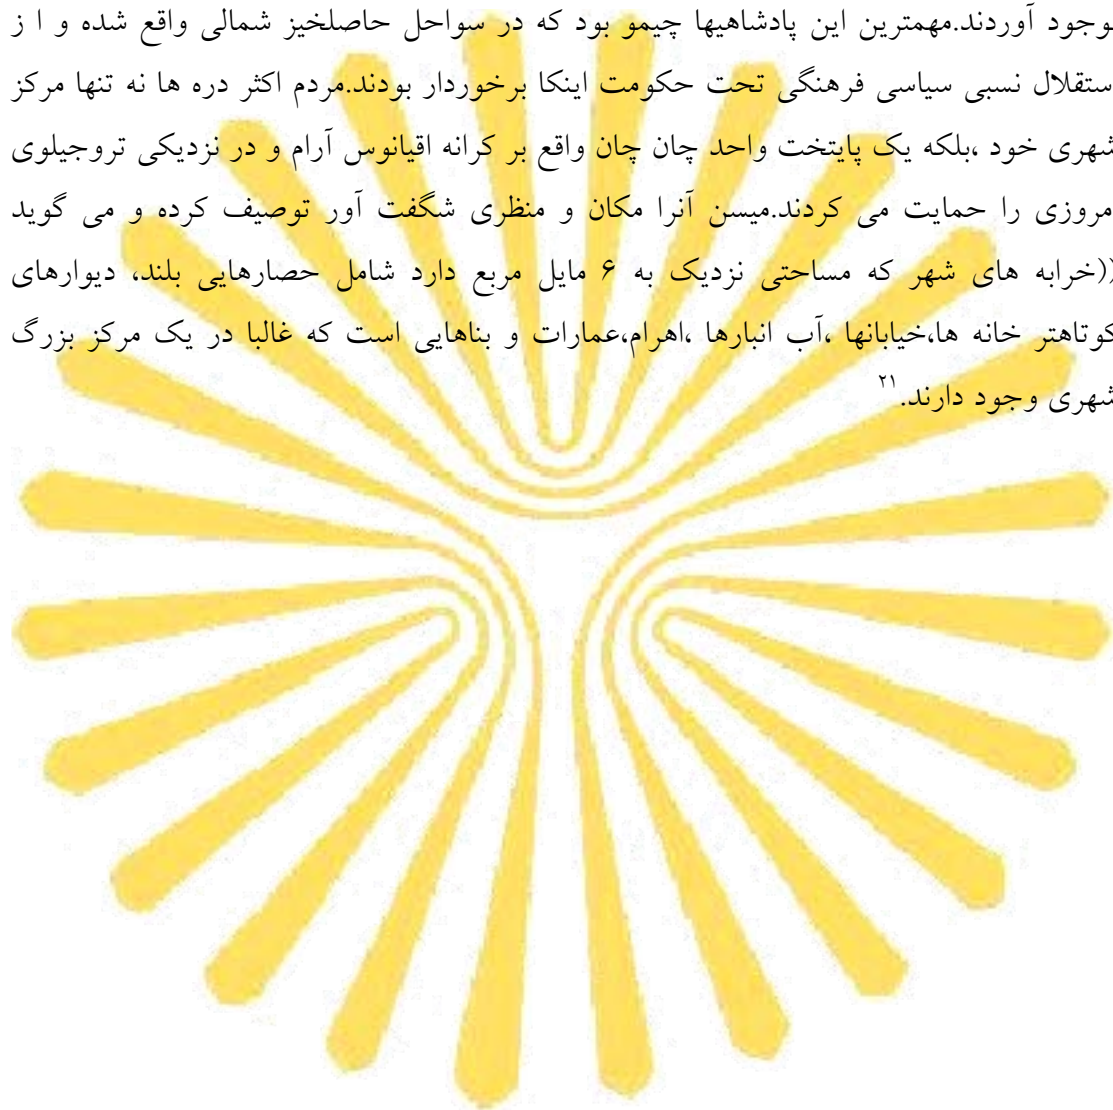 بوجود آوردند.مهمترین این پادشاهیها چیمو بود که در سواحل حاصلخیز شمالی واقع شده و ا ز
استقلال نسبی سیاسی فرهنگی تحت حکومت اینکا برخوردار بودند.مردم اکثر دره ها نه تنها مرکز
شهری خود ،بلکه یک پایتخت واحد چان چان واقع بر کرانه اقیانوس آرام و در نزدیکی تروجیلوی
امروزی را حمایت می کردند.میسن آنرا مکان و منظری شگفت آور توصیف کرده و می گوید
((خرابه های شهر که مساحتی نزدیک به ۶ مایل مربع دارد شامل حصارهایی بلند، دیوارهای
کوتاهتر خانه ها،خیابانها ،آب انبارها ،اهرام،عمارات و بناهایی است که غالبا در یک مرکز بزرگ
شهری وجود دارند.۲۱